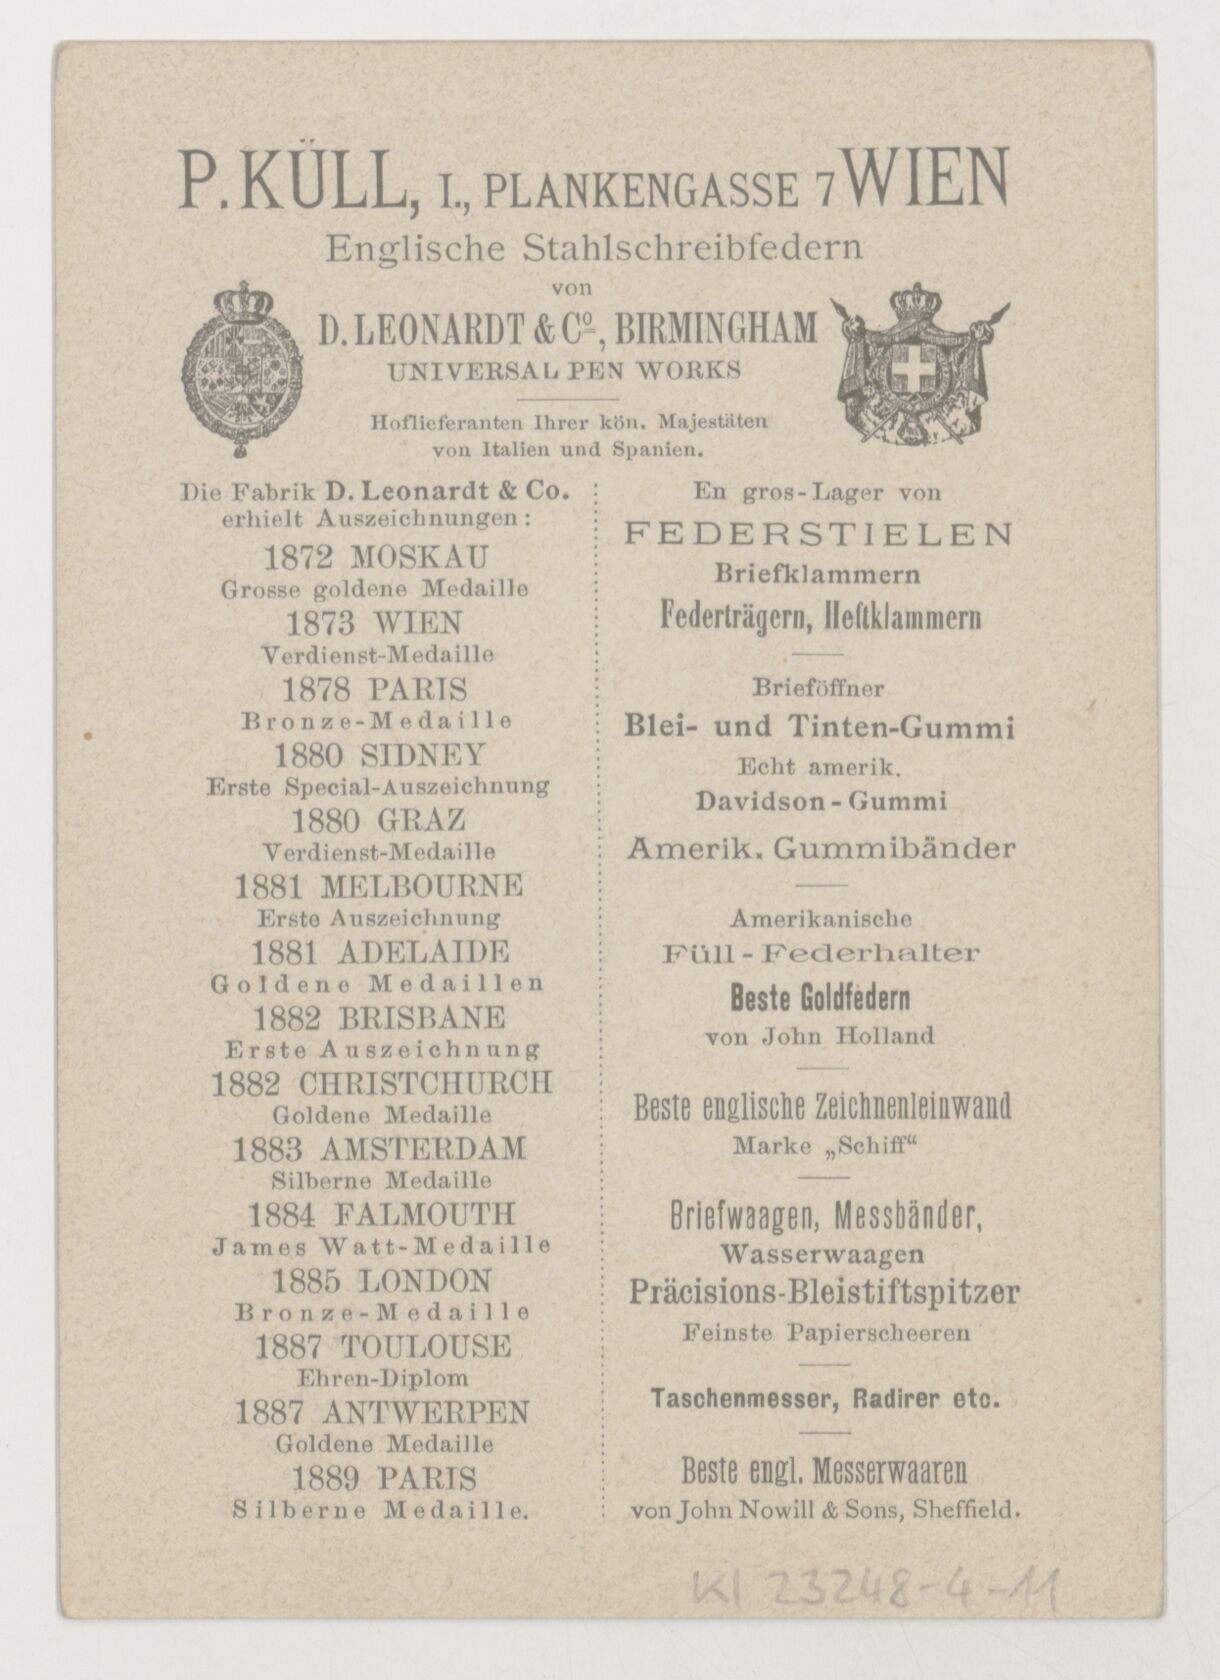 P. KÜLL, I., PLANKENGASSE 7 WIEN
Englische Stahlschreibfedern
von
D. LEONARDT & Cº, BIRMINGHAM
UNIVERSAL PEN WORKS
Hoflieferanten Ihrer kön. Majestäten
von Italien und Spanien.
Die Fabrik D. Leonardt & Co.
erhielt Auszeichnungen:
1872 MOSKAU
Grosse goldene Medaille
1873 WIEN
Verdienst-Medaille
1878 PARIS
Bronze-Medaille
1880 SIDNEY
Erste Special-Auszeichnung
1880 GRAZ
Verdienst-Medaille
1881 MELBOURNE
Erste Auszeichnung
1881 ADELAIDE
Goldene Medaillen
1882 BRISBANE
Erste Auszeichnung
1882 CHRISTCHURCH
Goldene Medaille
1883 AMSTERDAM
Silberne Medaille
1884 FALMOUTH
James Watt-Medaille
1885 LONDON
Bronze-Medaille
1887 TOULOUSE
Ehren-Diplom
1887 ANTWERPEN
Goldene Medaille
1889 PARIS
Silberne Medaille.
En gros-Lager von
FEDERSTIELEN
Briefklammern
Federträgern, Heftklammern
Brieföffner
Blei- und Tinten-Gummi
Echt amerik.
Davidson-Gummi
Amerik. Gummibänder
Amerikanische
Füll-Federhalter
Beste Goldfedern
von John Holland
Beste englische Zeichnenleinwand
Marke „Schiff“
Briefwaagen, Messbänder,
Wasserwaagen
Präcisions-Bleistiftspitzer
Feinste Papierscheeren
Taschenmesser, Radirer etc.
Beste engl. Messerwaaren
von John Nowill & Sons, Sheffield.
KI 23248-4-11